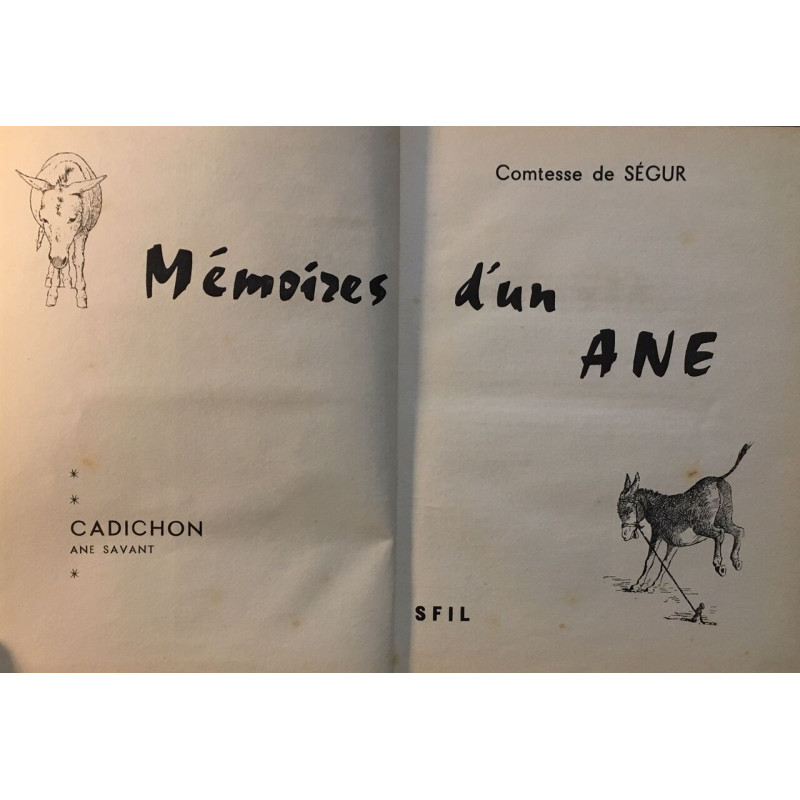 Comtesse de SÉGUR
Mémoires d'un
ANE
*
*
CADICHON
ANE SAVANT
*
SFIL